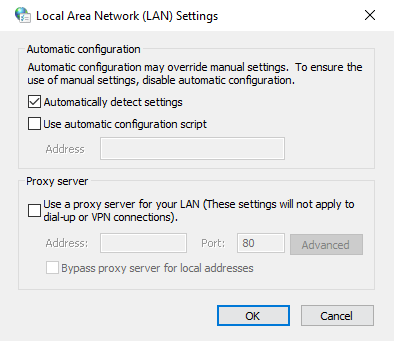 Local Area Network (LAN) Settings
Automatic configuration
Automatic configuration may override manual settings. To ensure the
use of manual settings, disable automatic configuration.
Automatically detect settings
Use automatic configuration script
Address
Proxy server
Use a proxy server for your LAN (These settings will not apply to
dial-up or VPN connections).
Address: Port: 80 Advanced
Bypass proxy server for local addresses
OK Cancel